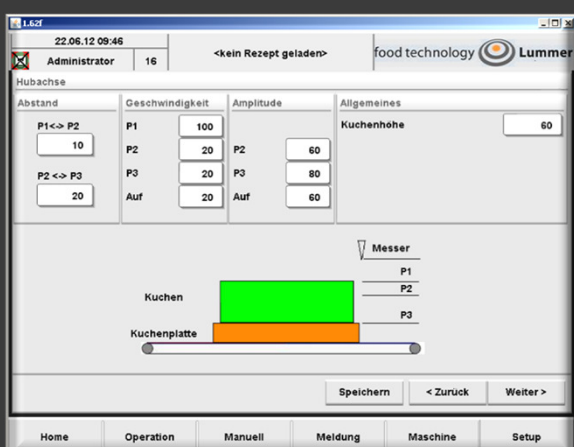 1.62f
22.06.12 09:46
Administrator 16
<kein Rezept geladen>
food technology Lummer
Hubachse
Abstand Geschwindigkeit Amplitude Allgemeines
P1<-> P2
10
P2 <-> P3
20
P1 100
P2 20
P3 20
Auf 20
P2 60
P3 80
Auf 60
Kuchenhöhe 60
Messer
P1
P2
P3
Kuchen
Kuchenplatte
Speichern < Zurück Weiter >
Home Operation Manuell Meldung Maschine Setup